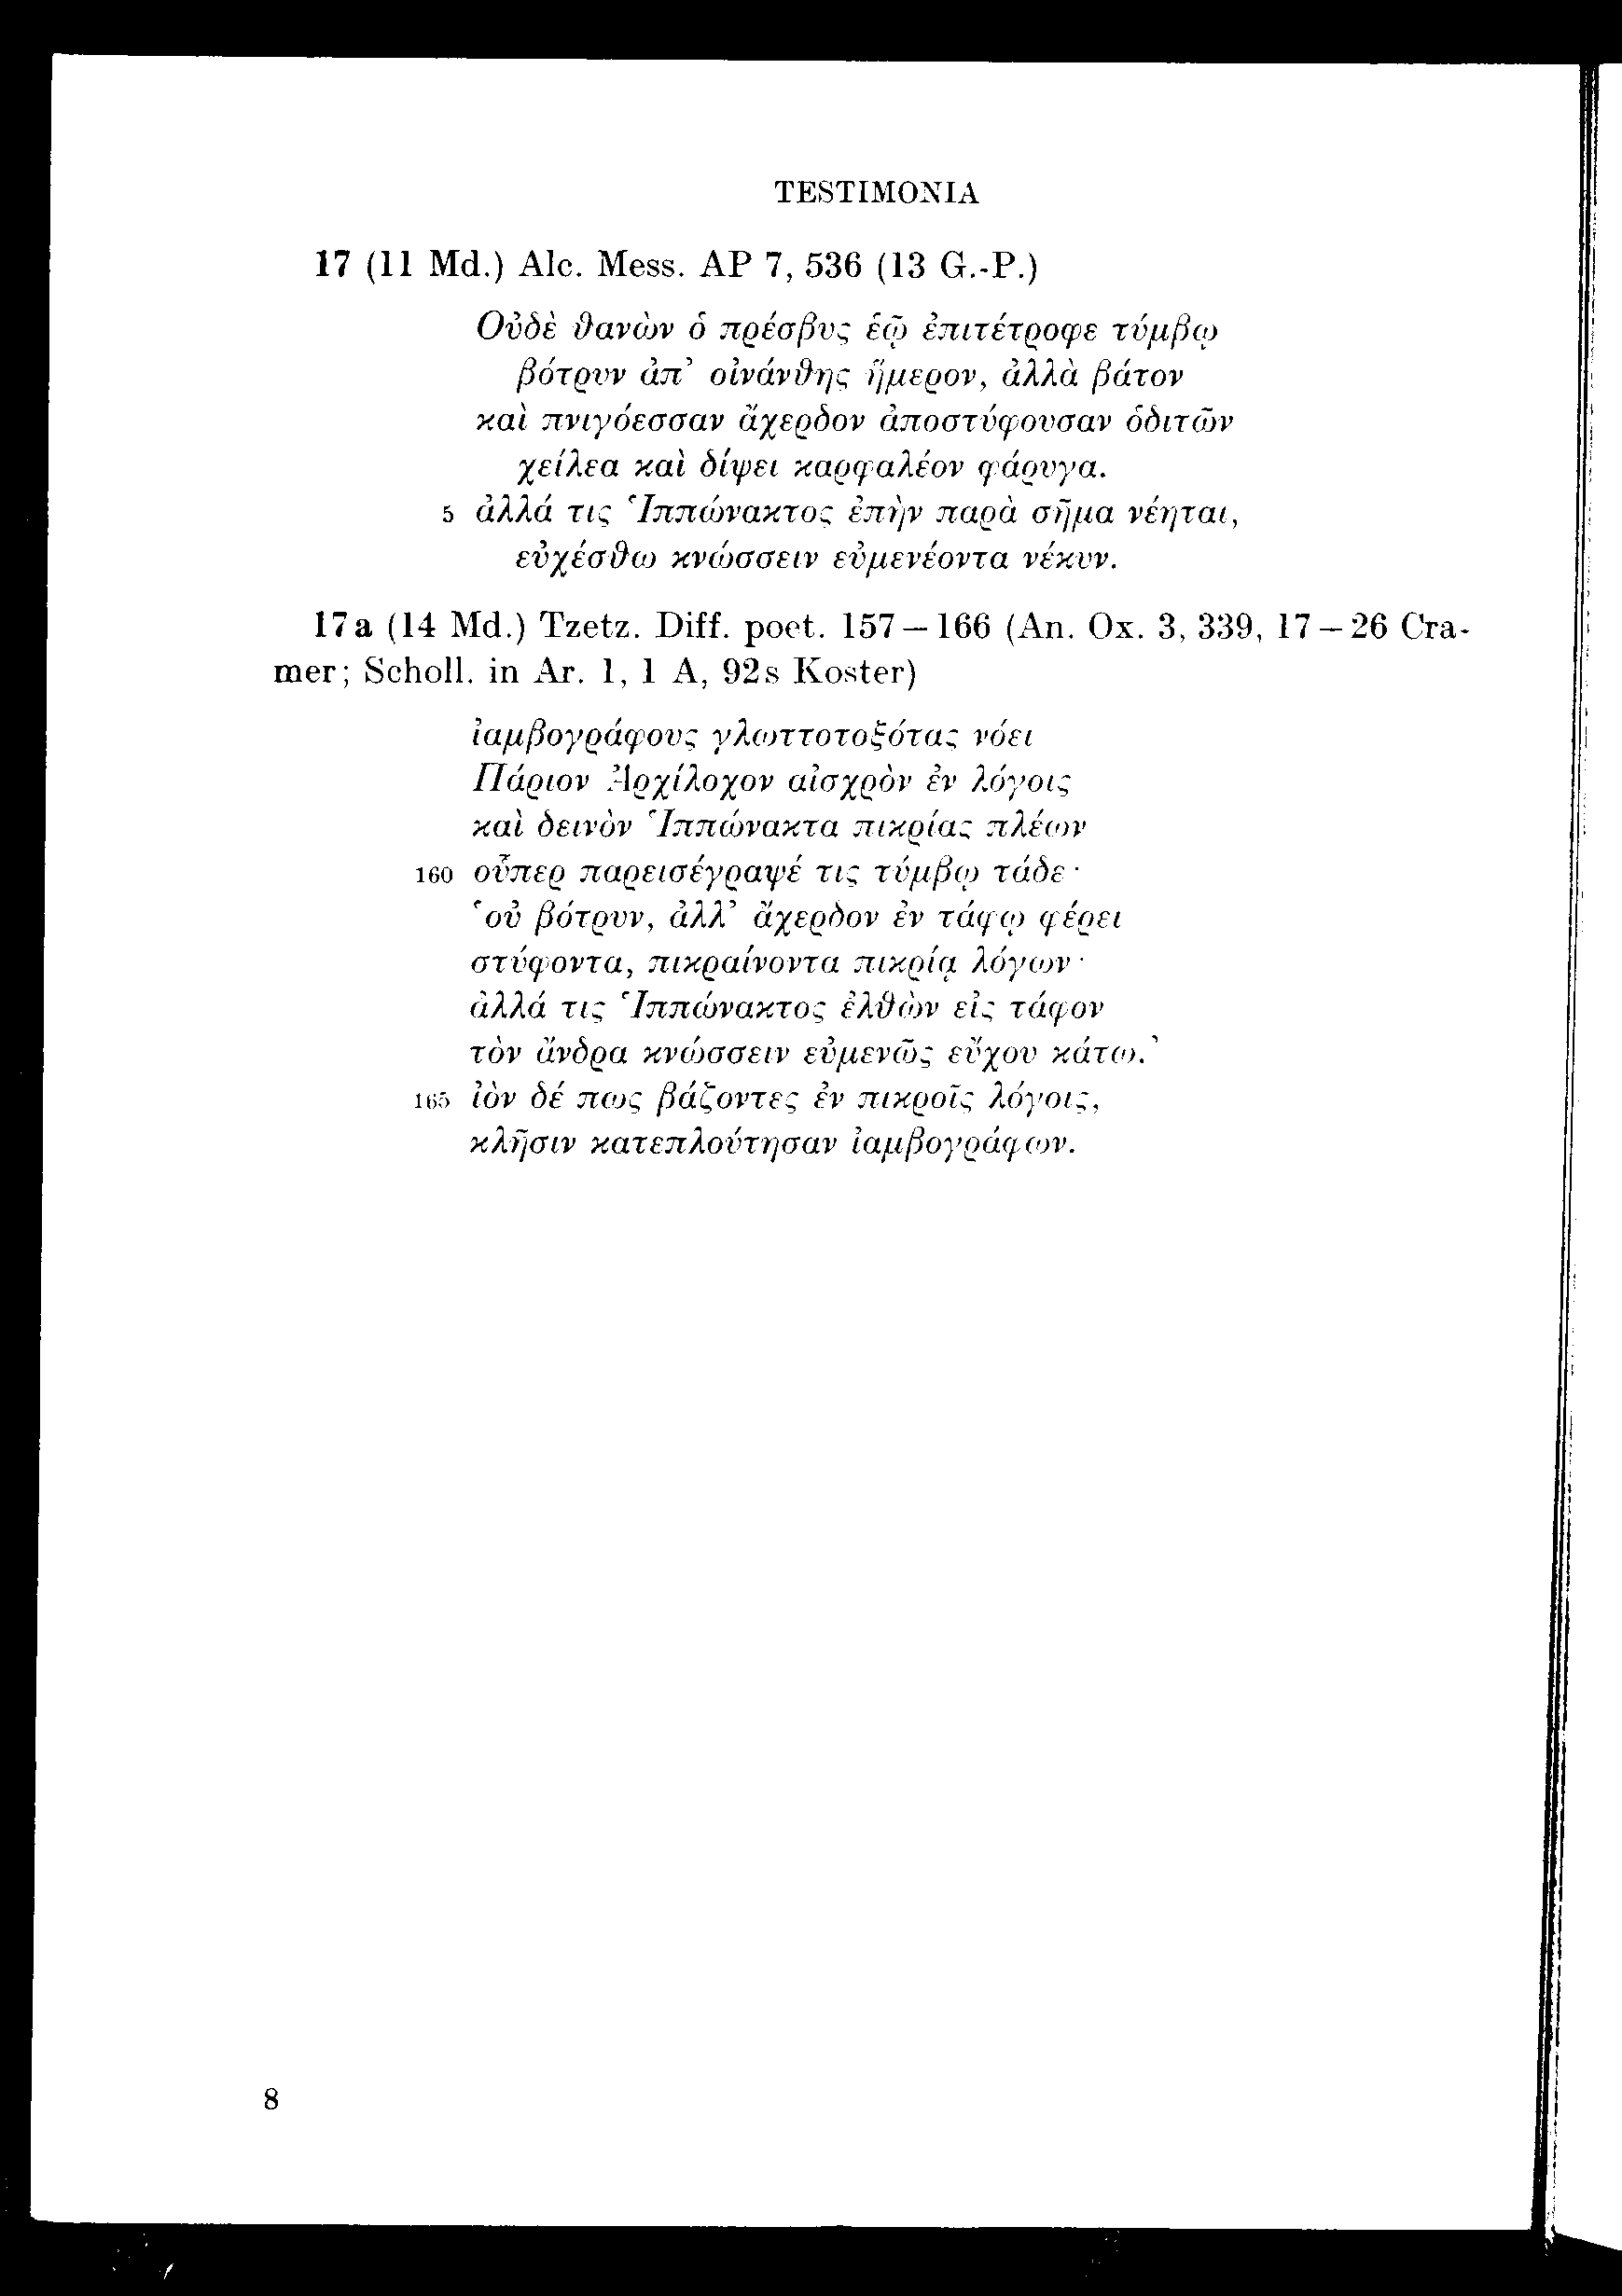 TESTIMONIA
17 (11 Md.) Alc. Mess. AP 7, 536 (13 G.-P.)
Οὐδὲ θανὼν ὁ πρέσβυς ἑῷ ἐπιτέτροφε τύμβῳ
βότρυν ἀπ’ οἰνάνθης ἥμερον, ἀλλὰ βάτον
καὶ πνιγόεσσαν ἄχερδον ἀποστύφουσαν ὁδιτῶν
χείλεα καὶ δίψει καρφαλέον φάρυγα.
5 ἀλλά τις Ἱππώνακτος ἐπὴν παρὰ σῆμα νέηται,
εὐχέσθω κνώσσειν εὐμενέοντα νέκυν.
17a (14 Md.) Tzetz. Diff. poet. 157–166 (An. Ox. 3, 339, 17–26 Cra-
mer; Scholl. in Ar. 1, 1 A, 92s Koster)
ἰαμβογράφους γλωττοτοξότας νόει
Πάριον Ἀρχίλοχον αἰσχρὸν ἐν λόγοις
καὶ δεινὸν Ἱππώνακτα πικρίας πλέων
160 οὗπερ παρεισέγραψέ τις τύμβῳ τάδε·
‛οὐ βότρυν, ἀλλ’ ἄχερδον ἐν τάφῳ φέρει
στύφοντα, πικραίνοντα πικρίᾳ λόγων·
ἀλλά τις Ἱππώνακτος ἐλθὼν εἰς τάφον
τὸν ἄνδρα κνώσσειν εὐμενῶς εὔχου κάτω.’
165 ἰὸν δέ πως βάζοντες ἐν πικροῖς λόγοις,
κλῆσιν κατεπλούτησαν ἰαμβογράφων.
8